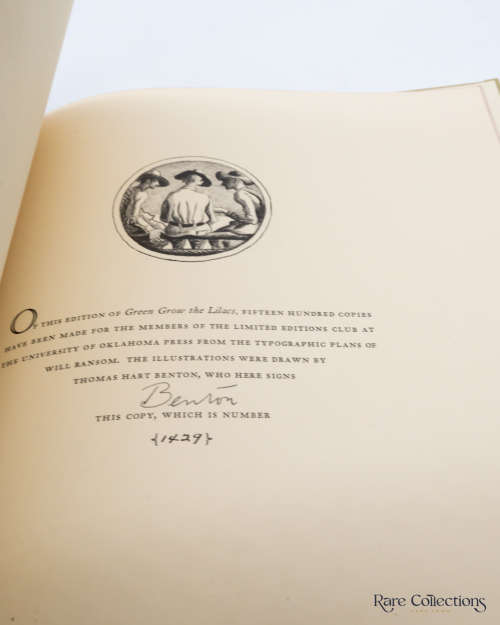 Of this edition of Green Grow the Lilacs, fifteen hundred copies
have been made for the members of the Limited Editions Club at
the University of Oklahoma Press from the typographic plans of
Will Ransom. The illustrations were drawn by
Thomas Hart Benton, who here signs
Benton
this copy, which is number
{1429}
Rare Collections